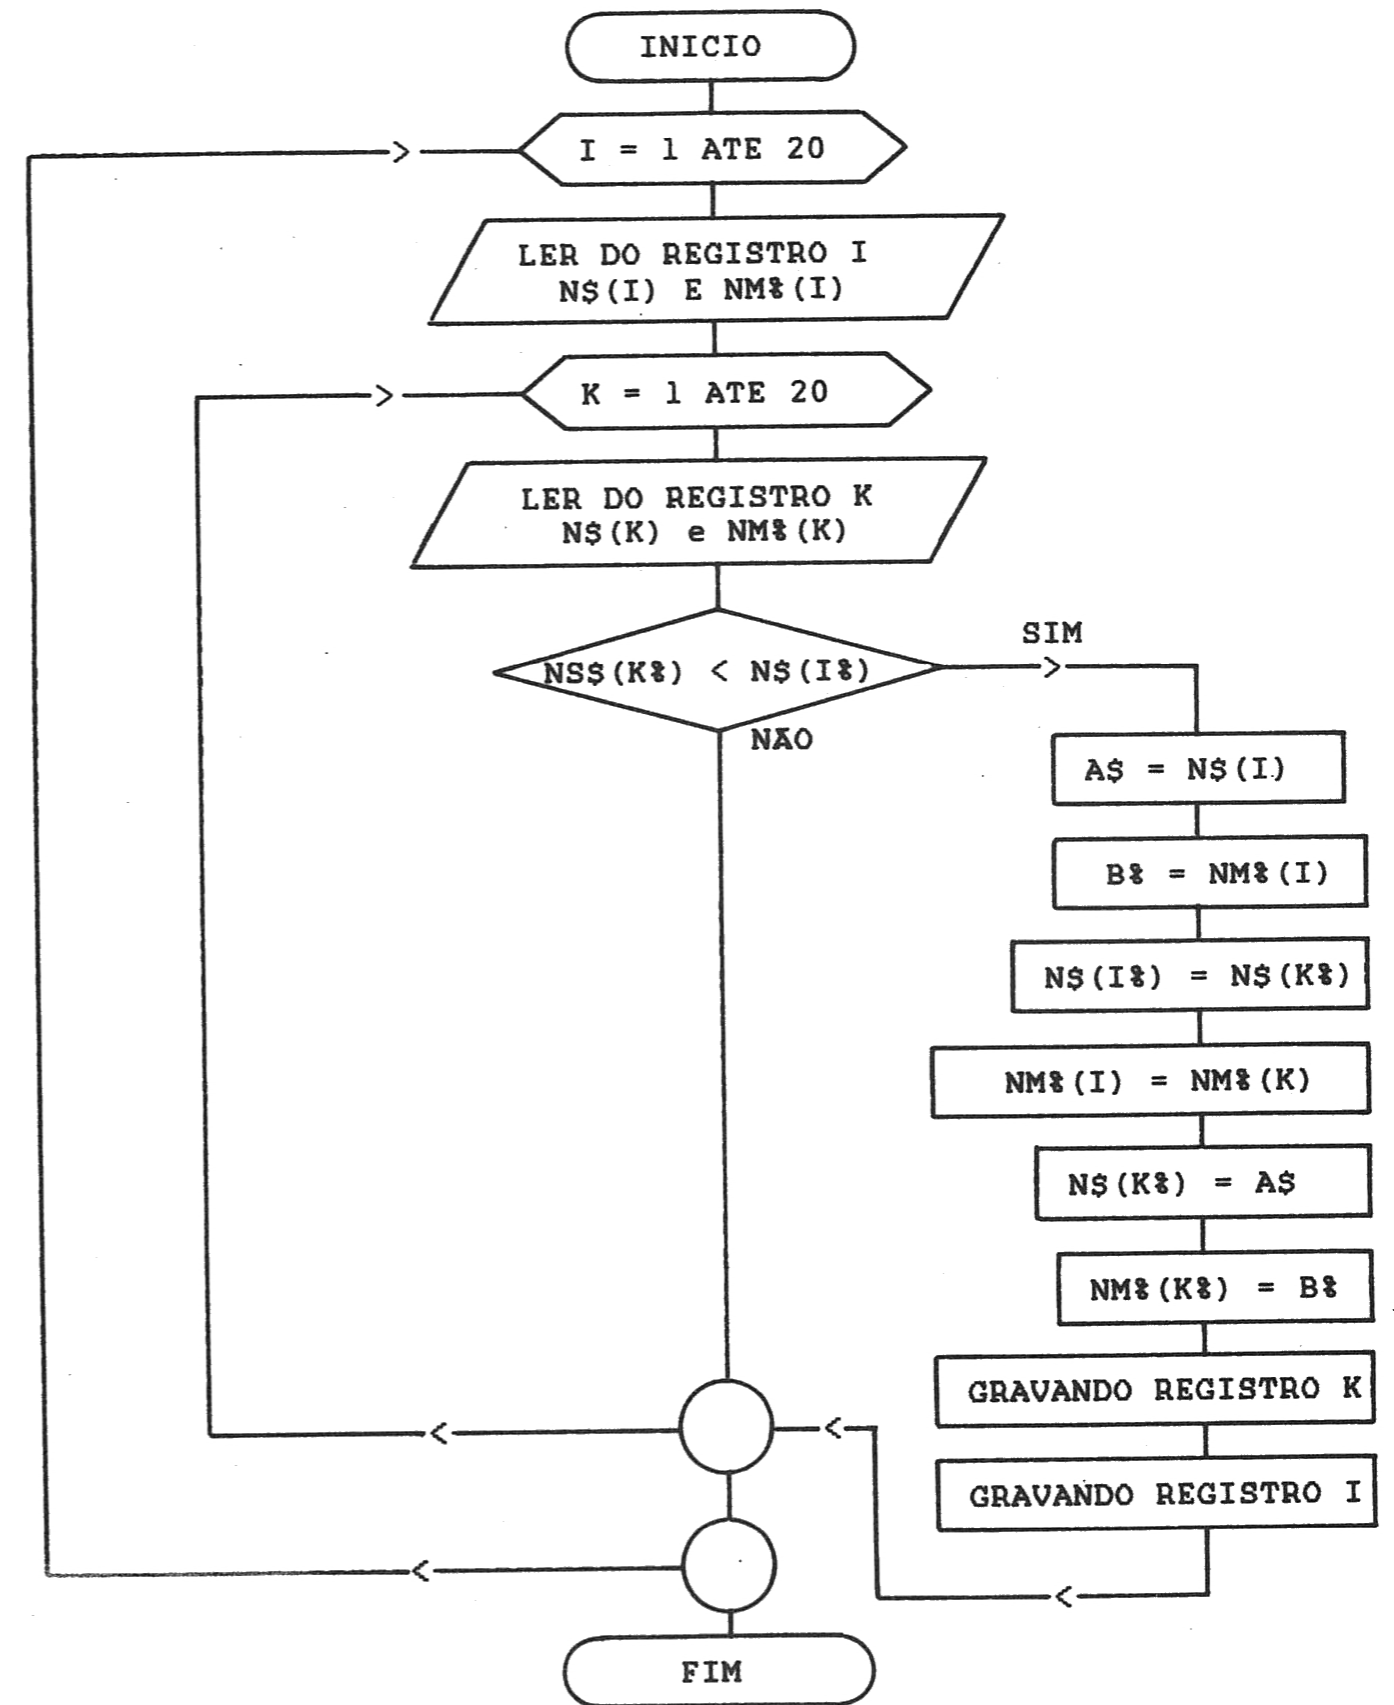 INICIO
I = 1 ATE 20
LER DO REGISTRO I
N$(I) E NM%(I)
K = 1 ATE 20
LER DO REGISTRO K
N$(K) e NM%(K)
NS$(K%) < N$(I%)
SIM
NÃO
A$ = N$(I)
B% = NM%(I)
N$(I%) = N$(K%)
NM%(I) = NM%(K)
N$(K%) = A$
NM%(K%) = B%
GRAVANDO REGISTRO K
GRAVANDO REGISTRO I
FIM